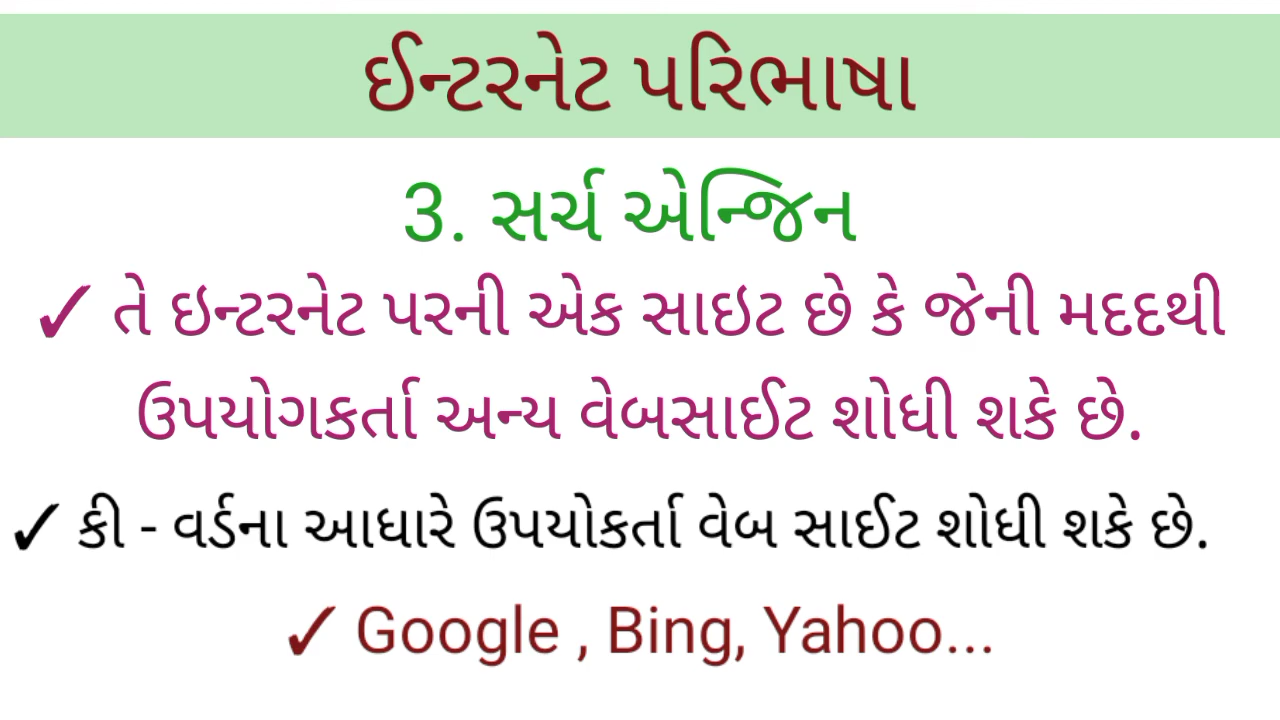 ઈન્ટરનેટ પરિભાષા
3. સર્ચ એન્જિન
✓ તે ઇન્ટરનેટ પરની એક સાઇટ છે કે જેની મદદથી
ઉપયોગકર્તા અન્ય વેબસાઈટ શોધી શકે છે.
✓ કી - વર્ડના આધારે ઉપયોકર્તા વેબ સાઈટ શોધી શકે છે.
✓ Google , Bing, Yahoo...